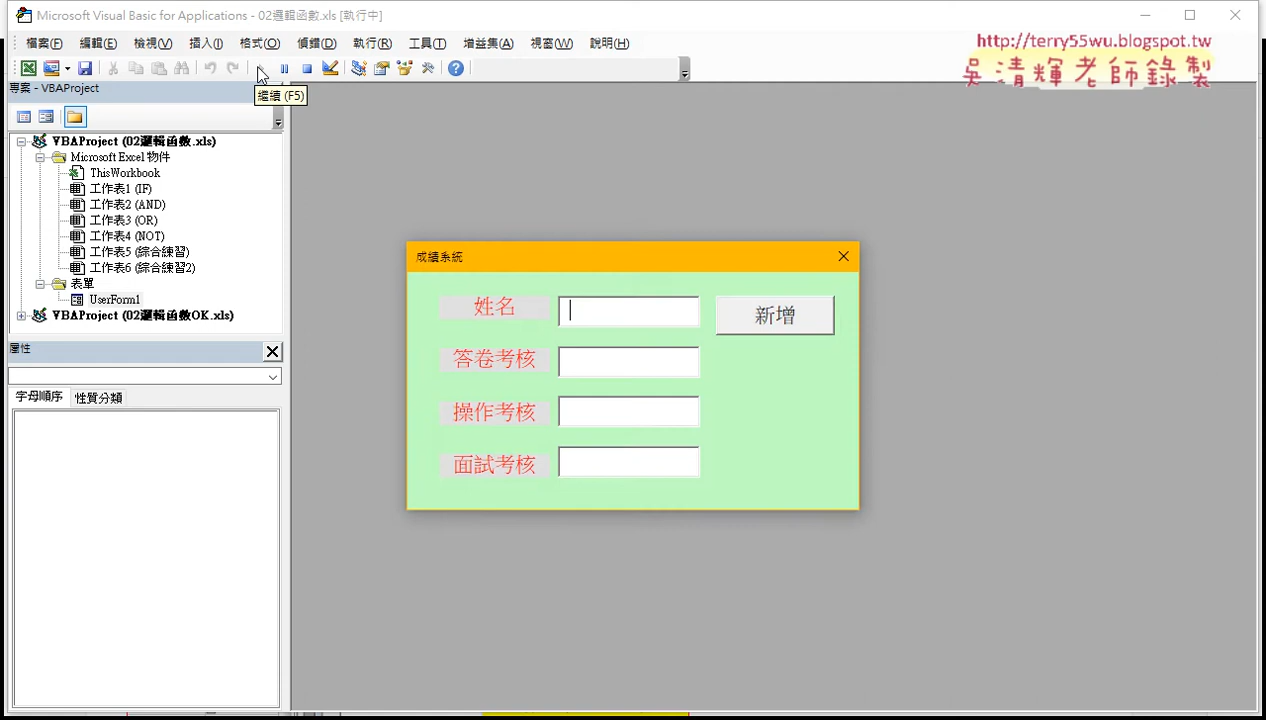 Microsoft Visual Basic for Applications - 02邏輯函數.xls [執行中]
檔案(F) 編輯(E) 檢視(V) 插入(I) 格式(O) 偵錯(D) 執行(R) 工具(T) 增益集(A) 視窗(W) 說明(H)
http://terry55wu.blogspot.tw
吳清輝老師錄製
繼續 (F5)
專案 - VBAProject
VBAProject (02邏輯函數.xls)
Microsoft Excel 物件
ThisWorkbook
工作表1 (IF)
工作表2 (AND)
工作表3 (OR)
工作表4 (NOT)
工作表5 (綜合練習)
工作表6 (綜合練習2)
表單
UserForm1
VBAProject (02邏輯函數OK.xls)
屬性
字母順序 性質分類
成績系統
姓名
新增
答卷考核
操作考核
面試考核